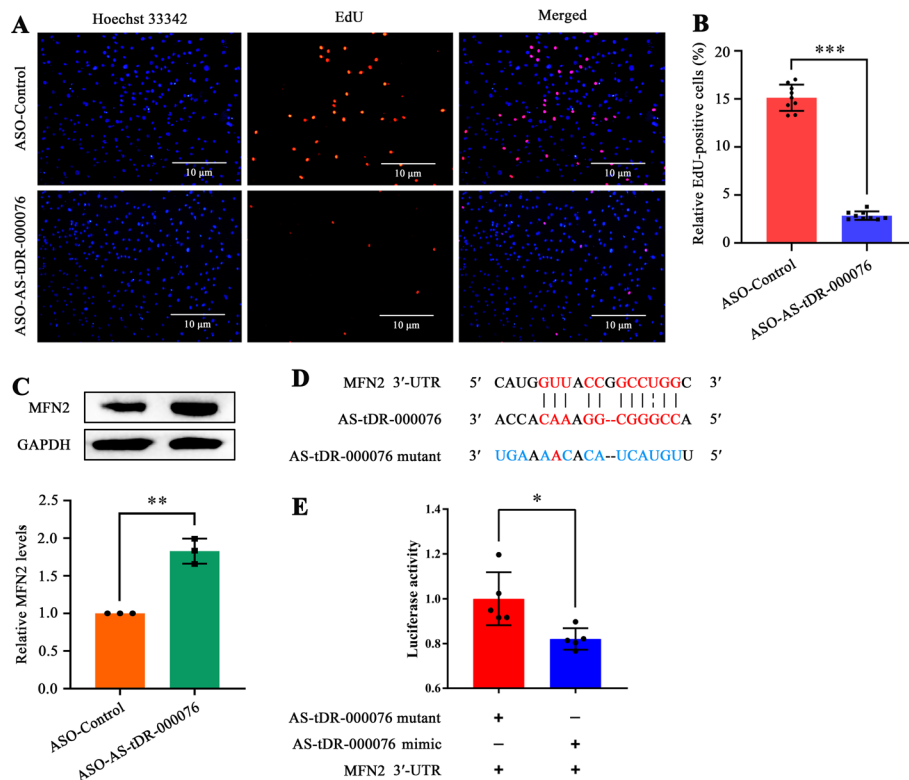 A
Hoechst 33342 EdU Merged
ASO-Control
10 μm 10 μm 10 μm
ASO-AS-tDR-000076
10 μm 10 μm 10 μm
B
***
Relative EdU-positive cells (%)
20
15
10
5
0
ASO-Control
ASO-AS-tDR-000076
C
MFN2
GAPDH
**
Relative MFN2 levels
2.5
2.0
1.5
1.0
0.5
0.0
ASO-Control
ASO-AS-tDR-000076
D
MFN2 3′-UTR 5′ CAUGGUUACCGGCCUGGC 3′
AS-tDR-000076 3′ ACCACAAAGG--CGGGCCA 5′
AS-tDR-000076 mutant 3′ UGAAAACACA--UCAUGUU 5′
E
*
Luciferase activity
1.4
1.2
1.0
0.8
0.6
AS-tDR-000076 mutant + −
AS-tDR-000076 mimic − +
MFN2 3′-UTR + +